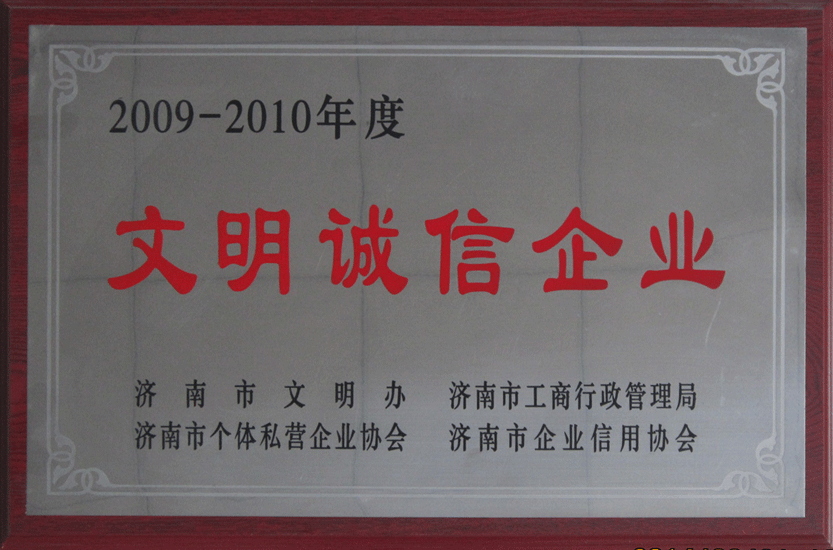 2009-2010年度
文明诚信企业
济南市文明办 济南市工商行政管理局
济南市个体私营企业协会 济南市企业信用协会